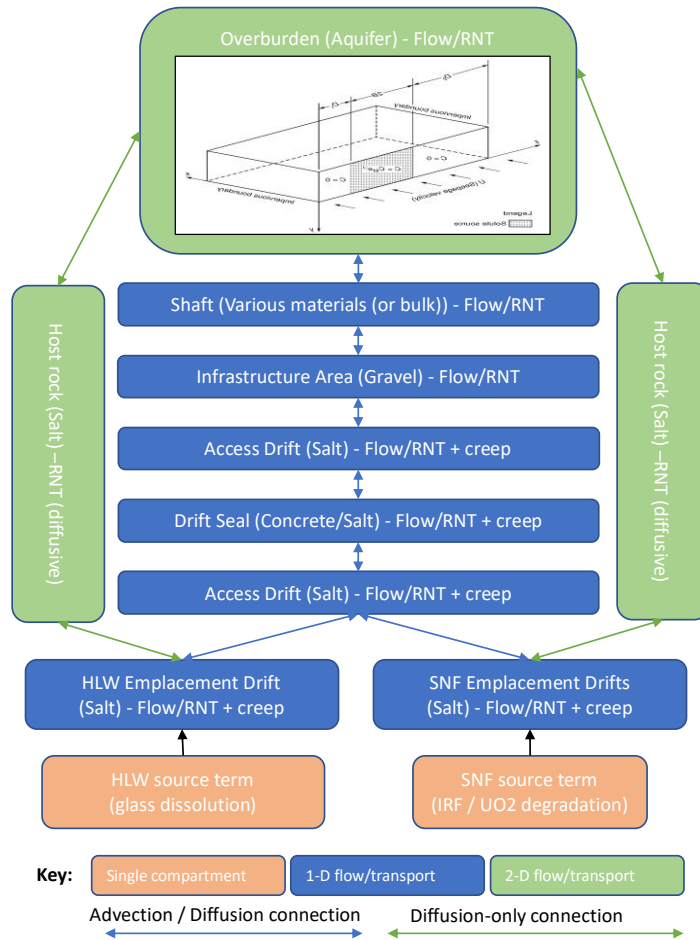 Overburden (Aquifer) - Flow/RNT
2B
Impervious boundary
C = 0
C = 0
x
z
Impervious boundary
U (Seepage velocity)
y
Legend
Solute source
Shaft (Various materials (or bulk)) - Flow/RNT
Host rock (Salt) –RNT (diffusive)
Infrastructure Area (Gravel) - Flow/RNT
Host rock (Salt) –RNT (diffusive)
Access Drift (Salt) - Flow/RNT + creep
Drift Seal (Concrete/Salt) - Flow/RNT + creep
Access Drift (Salt) - Flow/RNT + creep
HLW Emplacement Drift
(Salt) - Flow/RNT + creep
SNF Emplacement Drifts
(Salt) - Flow/RNT + creep
HLW source term
(glass dissolution)
SNF source term
(IRF / UO2 degradation)
Key:
Single compartment
1-D flow/transport
2-D flow/transport
Advection / Diffusion connection
Diffusion-only connection